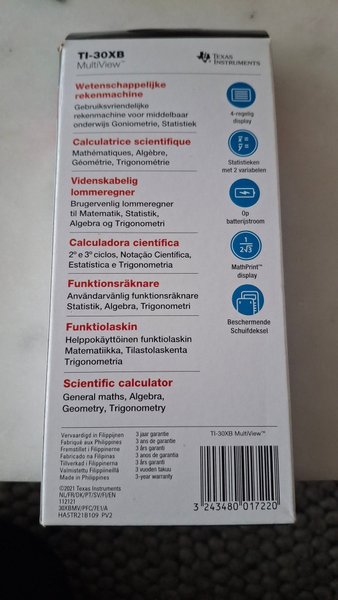 TI-30XB
MultiView™
TEXAS
INSTRUMENTS
Wetenschappelijke
rekenmachine
Gebruiksvriendelijke
rekenmachine voor middelbaar
onderwijs Goniometrie, Statistiek
4-regelig
display
Calculatrice scientifique
Mathématiques, Algèbre,
Géométrie, Trigonométrie
Statistieken
met 2 variabelen
Videnskabelig
lommeregner
Brugervenlig lommeregner
til Matematik, Statistik,
Algebra og Trigonometri
Op
batterijstroom
Calculadora científica
2º e 3º ciclos, Notação Científica,
Estatística e Trigonometria
MathPrint™
display
Funktionsräknare
Användarvänlig funktionsräknare
Statistik, Algebra, Trigonometri
Beschermende
Schuifdeksel
Funktiolaskin
Helppokäyttöinen funktiolaskin
Matematiikka, Tilastolaskenta
Trigonometria
Scientific calculator
General maths, Algebra,
Geometry, Trigonometry
Vervaardigd in Filippijnen 3 jaar garantie
Fabriqué aux Philippines 3 ans de garantie
Fremstillet i Filippinerne 3 års garanti
Fabricado na Filipinas 3 anos de garantia
Tillverkad i Filipinerna 3 års garanti
Valmistettu Filippiineillä 3 vuoden takuu
Made in Philippines 3-year warranty
©2021 Texas Instruments
NL/FR/DK/PT/SV/FI/EN
112121
30XBMV/PFC/7E1/A
HASTR21B109 PV2
TI-30XB MultiView™
3 243480 017220